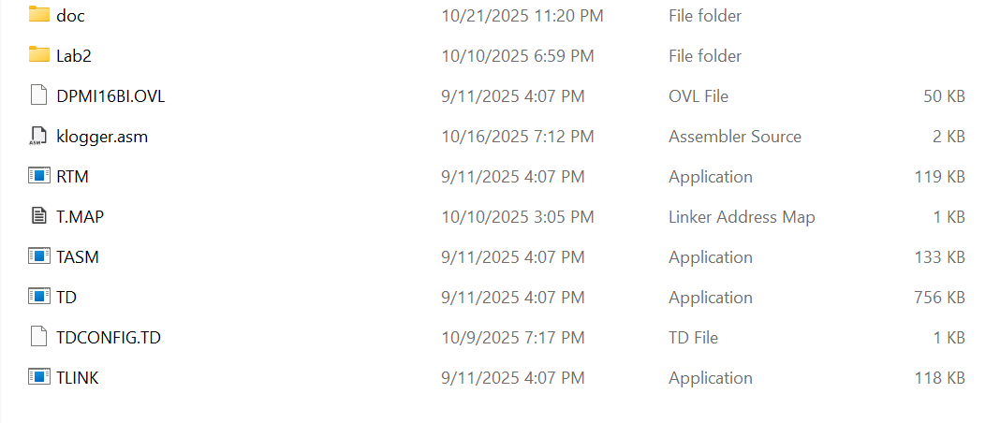 doc 10/21/2025 11:20 PM File folder
Lab2 10/10/2025 6:59 PM File folder
DPMI16BI.OVL 9/11/2025 4:07 PM OVL File 50 KB
klogger.asm 10/16/2025 7:12 PM Assembler Source 2 KB
RTM 9/11/2025 4:07 PM Application 119 KB
T.MAP 10/10/2025 3:05 PM Linker Address Map 1 KB
TASM 9/11/2025 4:07 PM Application 133 KB
TD 9/11/2025 4:07 PM Application 756 KB
TDCONFIG.TD 10/9/2025 7:17 PM TD File 1 KB
TLINK 9/11/2025 4:07 PM Application 118 KB